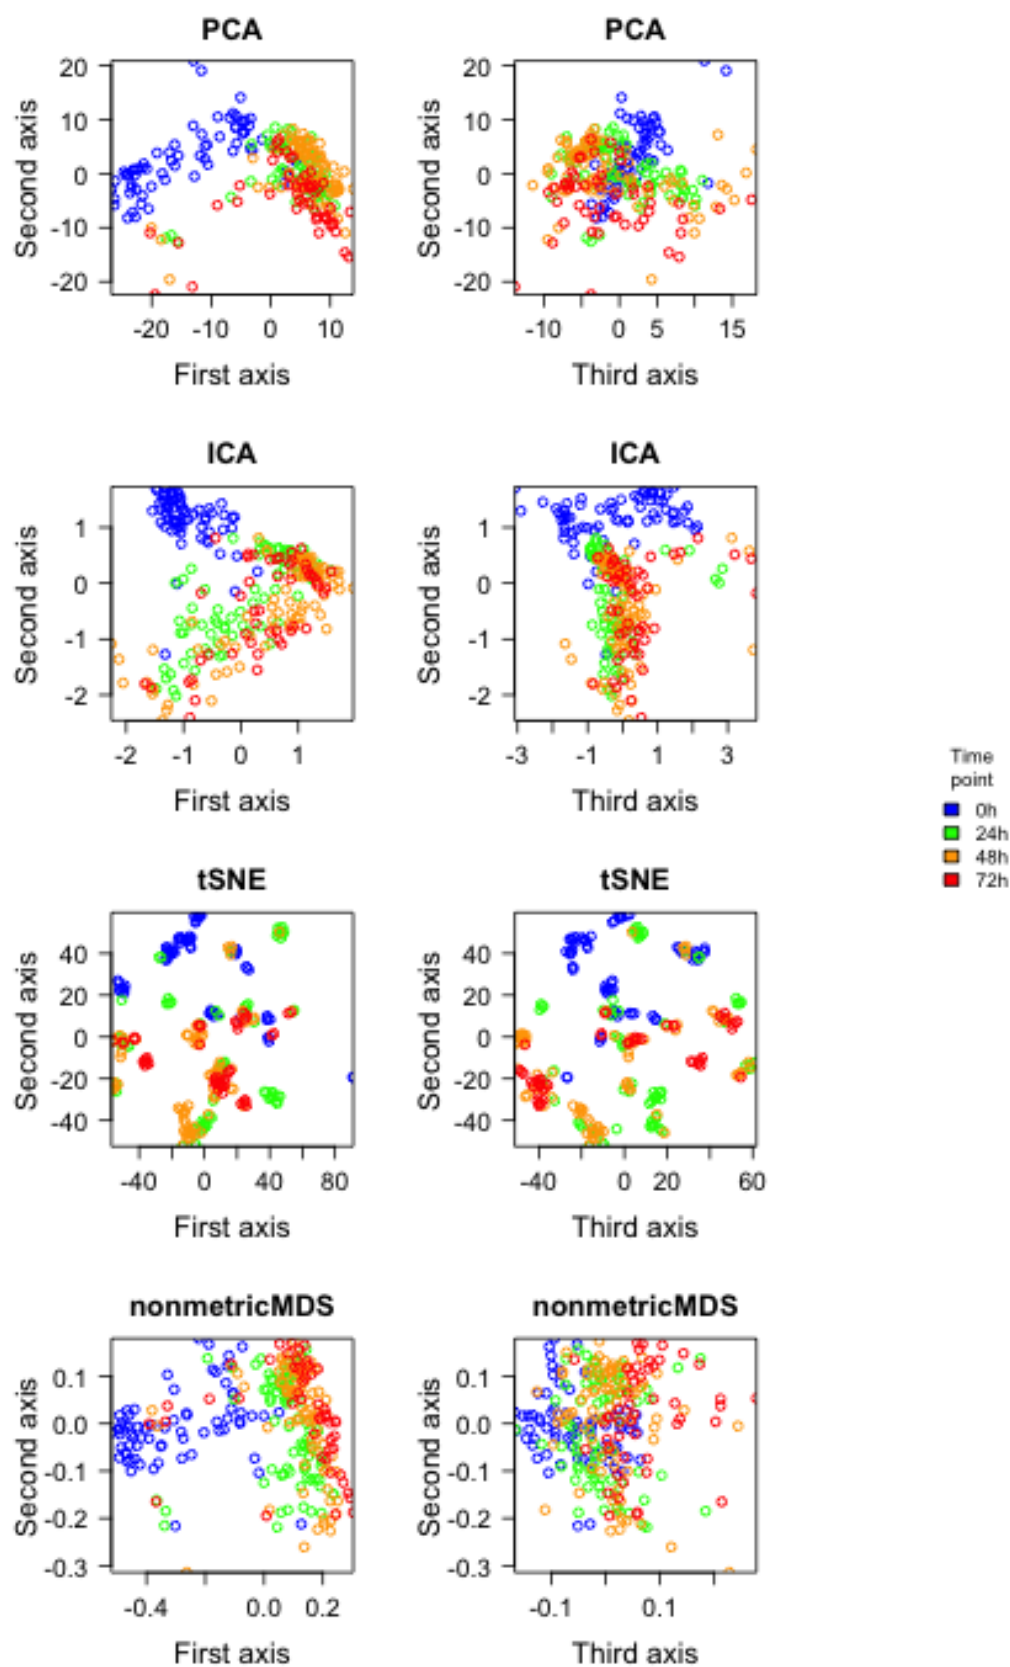 PCA
PCA
Second axis
20
10
0
-10
-20
-20 -10 0 10
First axis
Second axis
20
10
0
-10
-20
-10 0 5 15
Third axis
ICA
ICA
Second axis
1
0
-1
-2
-2 -1 0 1
First axis
Second axis
1
0
-1
-2
-3 -1 1 3
Third axis
Time
point
0h
24h
48h
72h
tSNE
tSNE
Second axis
40
20
0
-20
-40
-40 0 40 80
First axis
Second axis
40
20
0
-20
-40
-40 0 20 60
Third axis
nonmetricMDS
nonmetricMDS
Second axis
0.1
0.0
-0.1
-0.2
-0.3
-0.4 0.0 0.2
First axis
Second axis
0.1
0.0
-0.1
-0.2
-0.3
-0.1 0.1
Third axis